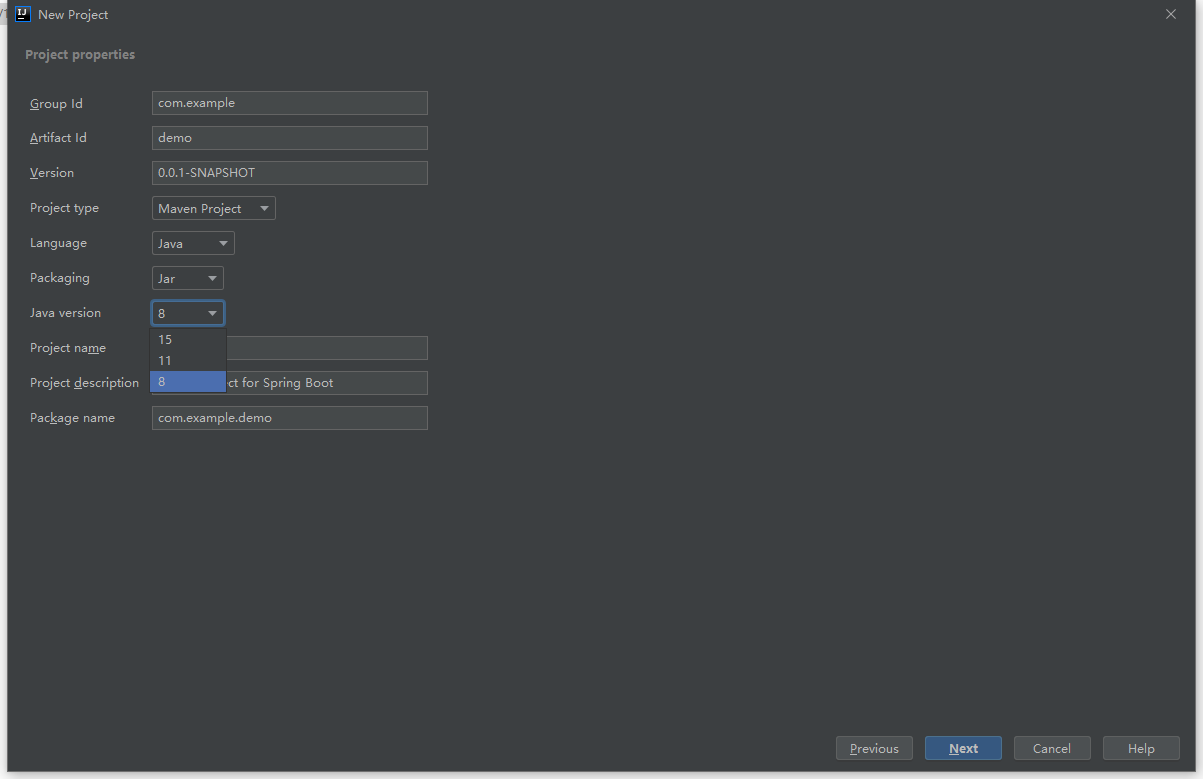 New Project
Project properties
Group Id com.example
Artifact Id demo
Version 0.0.1-SNAPSHOT
Project type Maven Project
Language Java
Packaging Jar
Java version 8
15
Project name
11
Project description 8 for Spring Boot
Package name com.example.demo
Previous Next Cancel Help